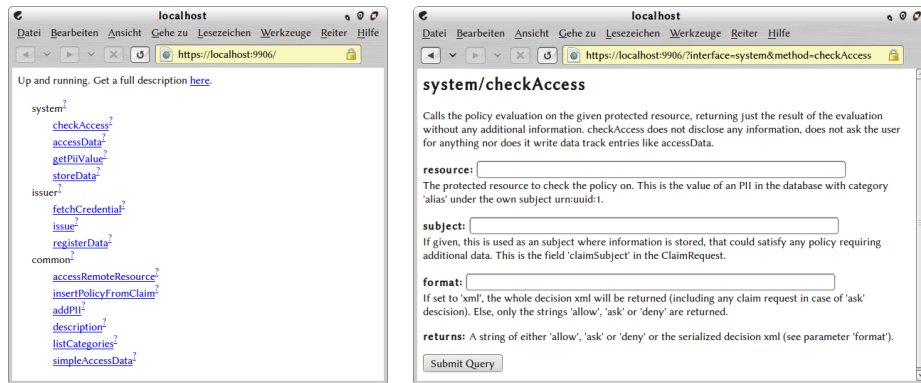 localhost
Datei Bearbeiten Ansicht Gehe zu Lesezeichen Werkzeuge Reiter Hilfe
https://localhost:9906/
Up and running. Get a full description here.
system?
checkAccess?
accessData?
getPiiValue?
storeData?
issuer?
fetchCredential?
issue?
registerData?
common?
accessRemoteResource?
insertPolicyFromClaim?
addPII?
description?
listCategories?
simpleAccessData?
localhost
Datei Bearbeiten Ansicht Gehe zu Lesezeichen Werkzeuge Reiter Hilfe
https://localhost:9906/?interface=system&method=checkAccess
system/checkAccess
Calls the policy evaluation on the given protected resource, returning just the result of the evaluation
without any additional information. checkAccess does not disclose any information, does not ask the user
for anything nor does it write data track entries like accessData.
resource:
The protected resource to check the policy on. This is the value of an PII in the database with category
'alias' under the own subject urn:uuid:1.
subject:
If given, this is used as an subject where information is stored, that could satisfy any policy requiring
additional data. This is the field 'claimSubject' in the ClaimRequest.
format:
If set to 'xml', the whole decision xml will be returned (including any claim request in case of 'ask'
descision). Else, only the strings 'allow', 'ask' or 'deny' are returned.
returns: A string of either 'allow', 'ask' or 'deny' or the serialized decision xml (see parameter 'format').
Submit Query